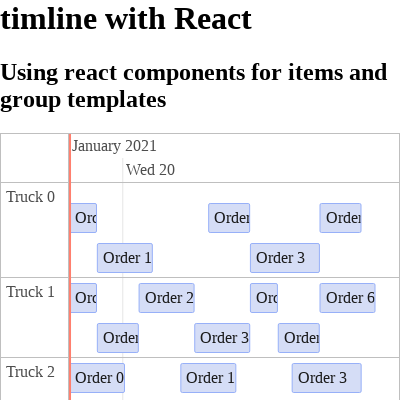 timline with React
Using react components for items and
group templates
January 2021
Wed 20
Truck 0
Ord
Order
Order
Order 1
Order 3
Truck 1
Ord
Order 2
Ord
Order 6
Order
Order 3
Order
Truck 2
Order 0
Order 1
Order 3